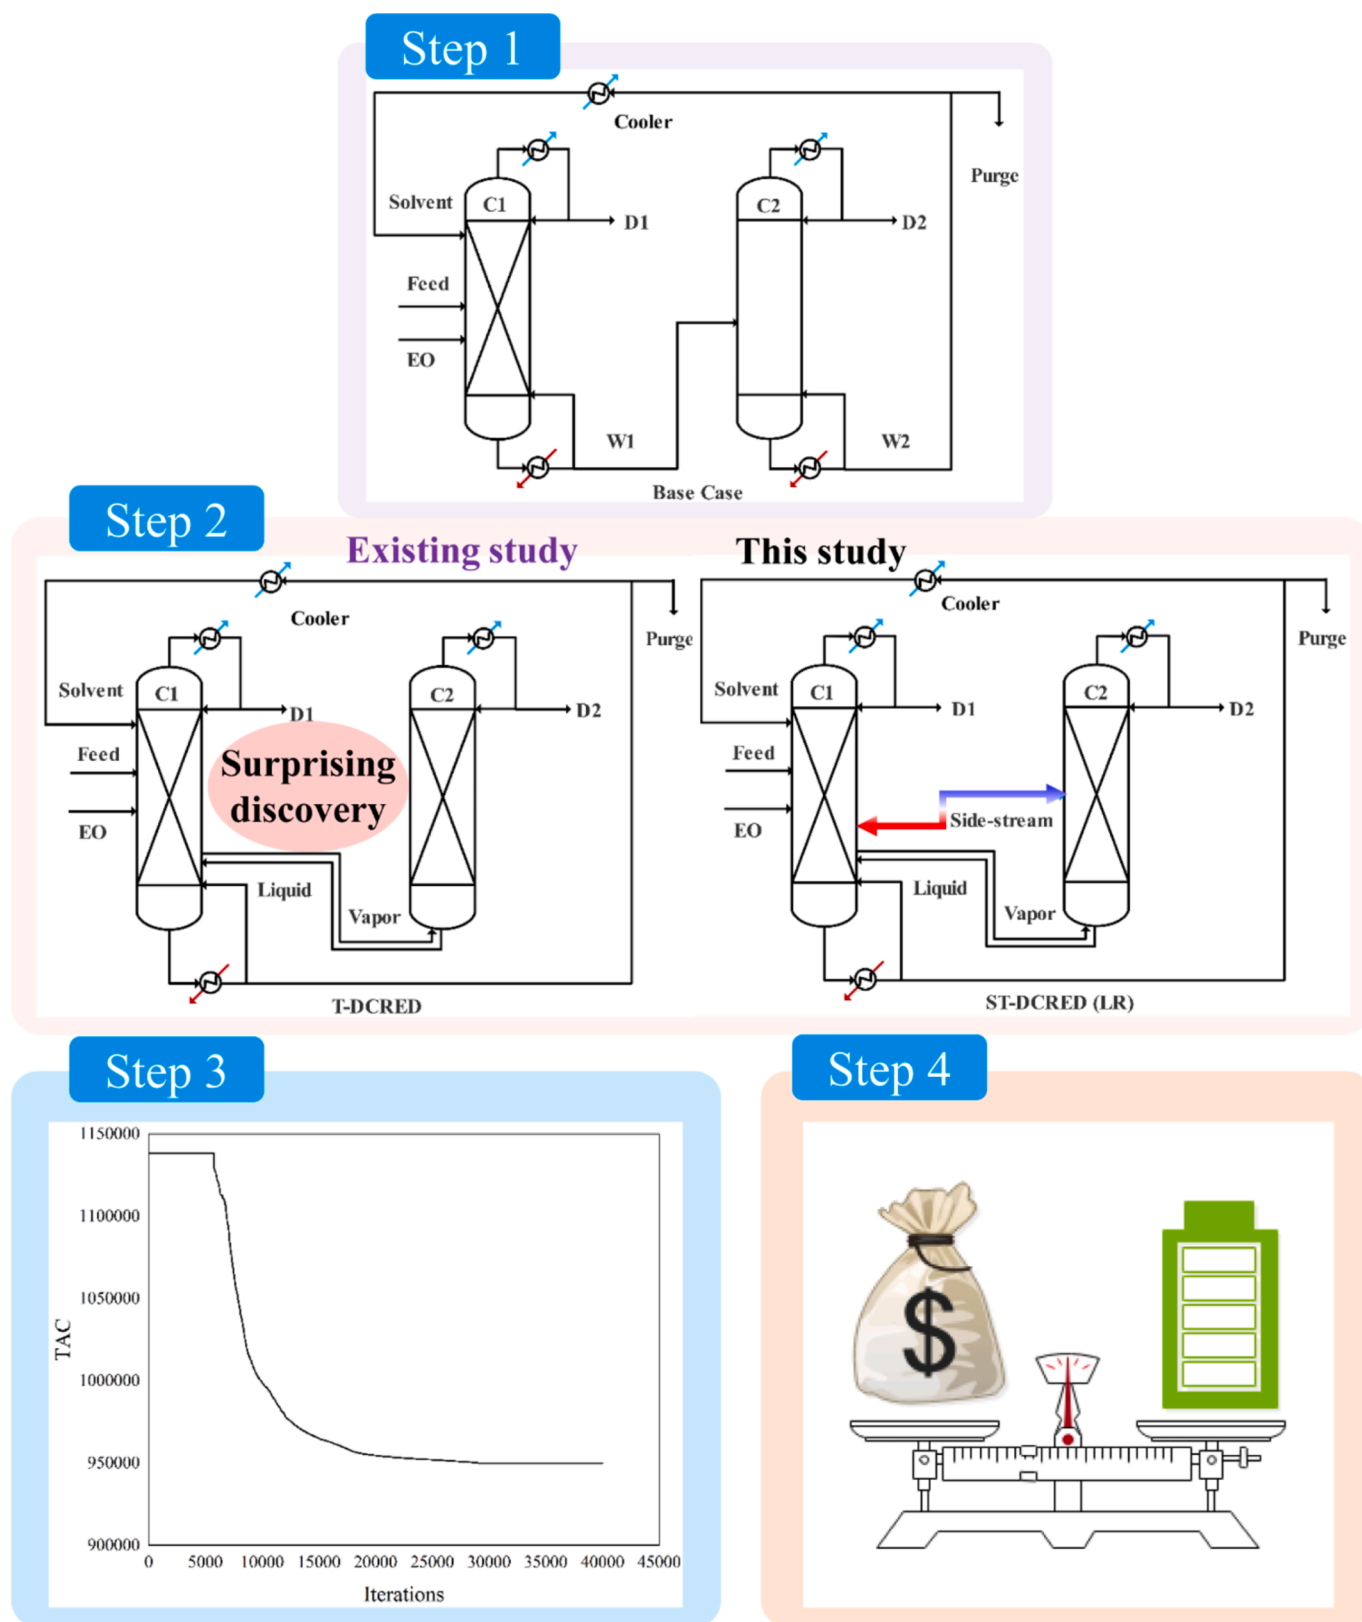 Step 1
Cooler
Purge
Solvent
C1
D1
C2
D2
Feed
EO
W1
W2
Base Case
Step 2
Existing study
This study
Cooler
Purge
Solvent
C1
D1
C2
D2
Feed
Surprising
discovery
EO
Liquid
Vapor
T-DCRED
Cooler
Purge
Solvent
C1
D1
C2
D2
Feed
EO
Side-stream
Liquid
Vapor
ST-DCRED (LR)
Step 3
1150000
1100000
1050000
1000000
950000
900000
TAC
0 5000 10000 15000 20000 25000 30000 35000 40000 45000
Iterations
Step 4
$